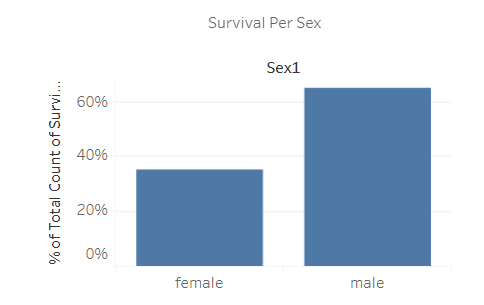 Survival Per Sex
Sex1
% of Total Count of Survi...
60%
40%
20%
0%
female
male